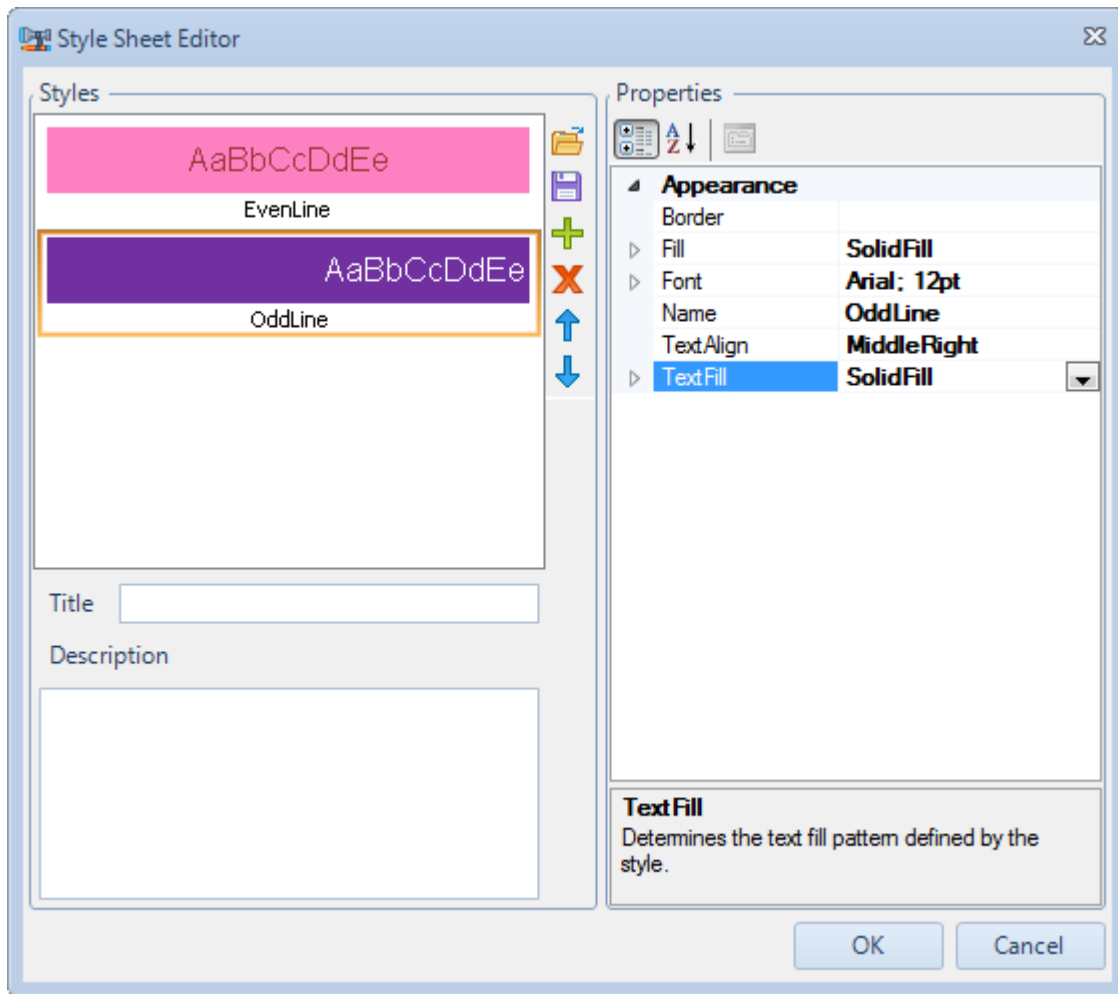 Style Sheet Editor
Styles
AaBbCcDdEe
EvenLine
AaBbCcDdEe
OddLine
Title
Description
Properties
Appearance
Border
Fill SolidFill
Font Arial; 12pt
Name OddLine
TextAlign MiddleRight
TextFill SolidFill
TextFill
Determines the text fill pattern defined by the
style.
OK Cancel